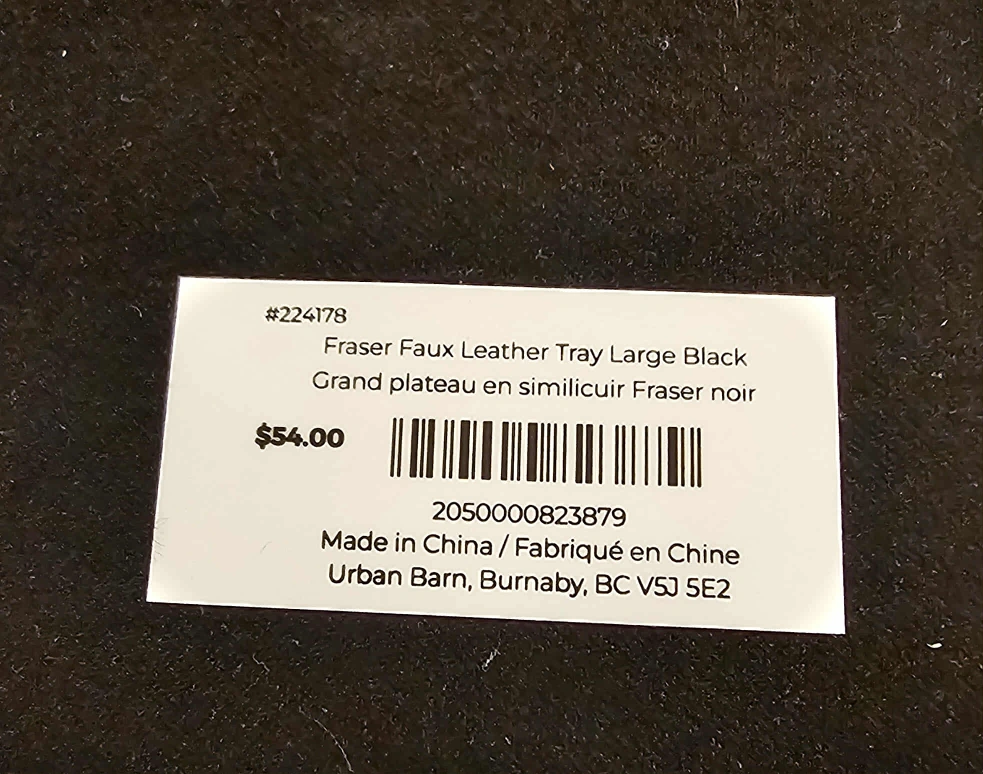 #224178
Fraser Faux Leather Tray Large Black
Grand plateau en similicuir Fraser noir
$54.00
2050000823879
Made in China / Fabriqué en Chine
Urban Barn, Burnaby, BC V5J 5E2